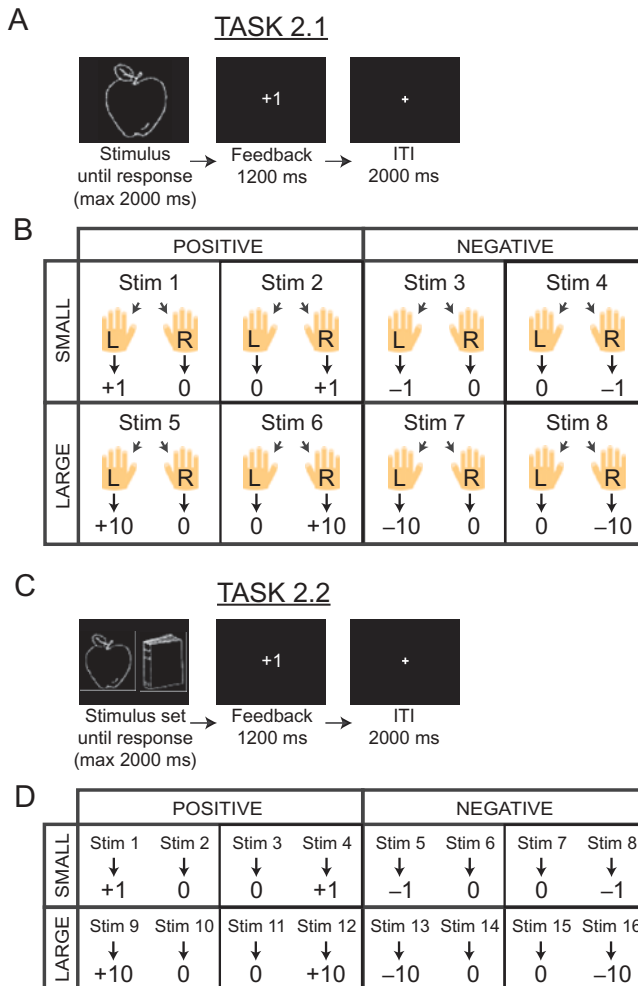 A
TASK 2.1
+1
+
Stimulus
until response
(max 2000 ms)
Feedback
1200 ms
ITI
2000 ms
B
POSITIVE NEGATIVE
SMALL
Stim 1 Stim 2 Stim 3 Stim 4
L R L R L R L R
+1 0 0 +1 –1 0 0 –1
LARGE
Stim 5 Stim 6 Stim 7 Stim 8
L R L R L R L R
+10 0 0 +10 –10 0 0 –10
C
TASK 2.2
+1
+
Stimulus set
until response
(max 2000 ms)
Feedback
1200 ms
ITI
2000 ms
D
POSITIVE NEGATIVE
SMALL
Stim 1 Stim 2 Stim 3 Stim 4 Stim 5 Stim 6 Stim 7 Stim 8
+1 0 0 +1 –1 0 0 –1
LARGE
Stim 9 Stim 10 Stim 11 Stim 12 Stim 13 Stim 14 Stim 15 Stim 16
+10 0 0 +10 –10 0 0 –10